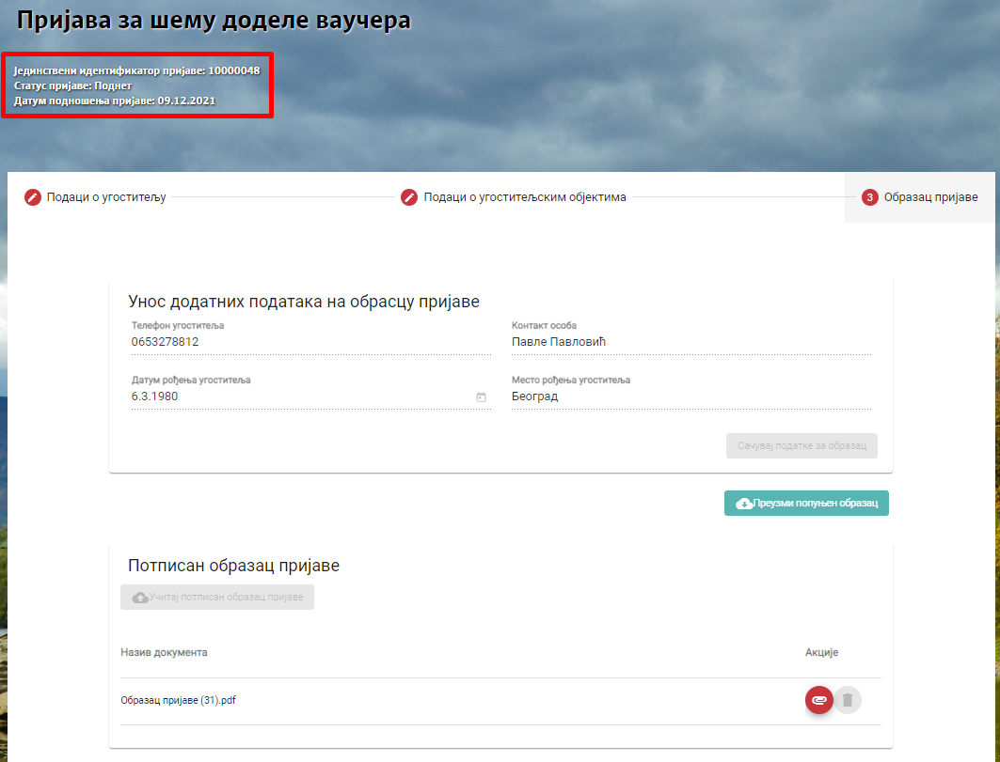 Пријава за шему доделе ваучера
Јединствени идентификатор пријаве: 10000048
Статус пријаве: Поднет
Датум подношења пријаве: 09.12.2021
Подаци о угоститељу
Подаци о угоститељским објектима
3 Образац пријаве
Унос додатних података на обрасцу пријаве
Телефон угоститеља
0653278812
Контакт особа
Павле Павловић
Датум рођења угоститеља
6.3.1980
Место рођења угоститеља
Београд
Сачувај податке за образац
Преузми попуњен образац
Потписан образац пријаве
Учитај потписан образац пријаве
Назив документа Акције
Образац пријаве (31).pdf